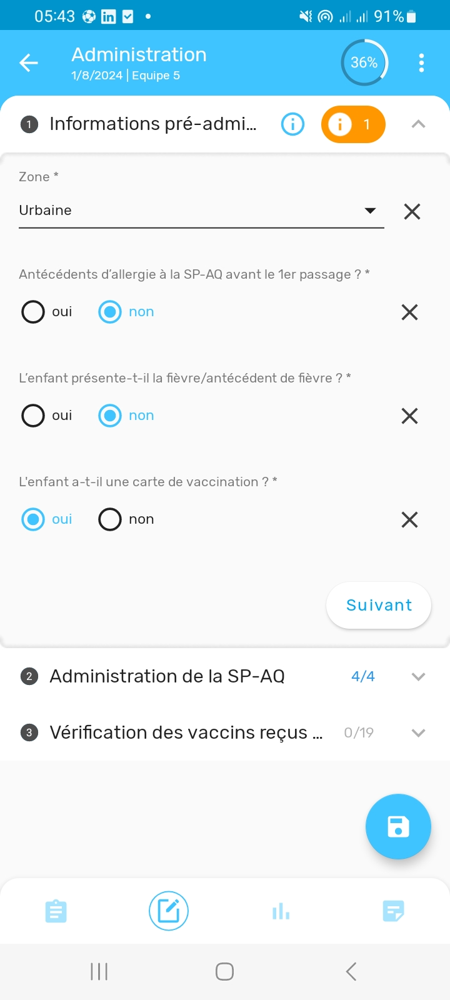 05:43
91%
Administration
1/8/2024 | Equipe 5
36%
1 Informations pré-admi... 1
Zone *
Urbaine
Antécédents d’allergie à la SP-AQ avant le 1er passage ? *
oui non
L’enfant présente-t-il la fièvre/antécédent de fièvre ? *
oui non
L'enfant a-t-il une carte de vaccination ? *
oui non
Suivant
2 Administration de la SP-AQ 4/4
3 Vérification des vaccins reçus ... 0/19